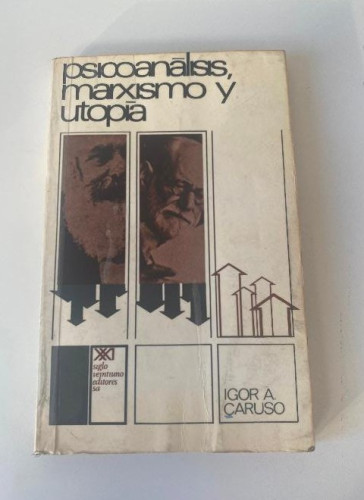 psicoanálisis,
marxismo y
utopía
XXI
siglo
veintiuno
editores
sa
IGOR A.
CARUSO